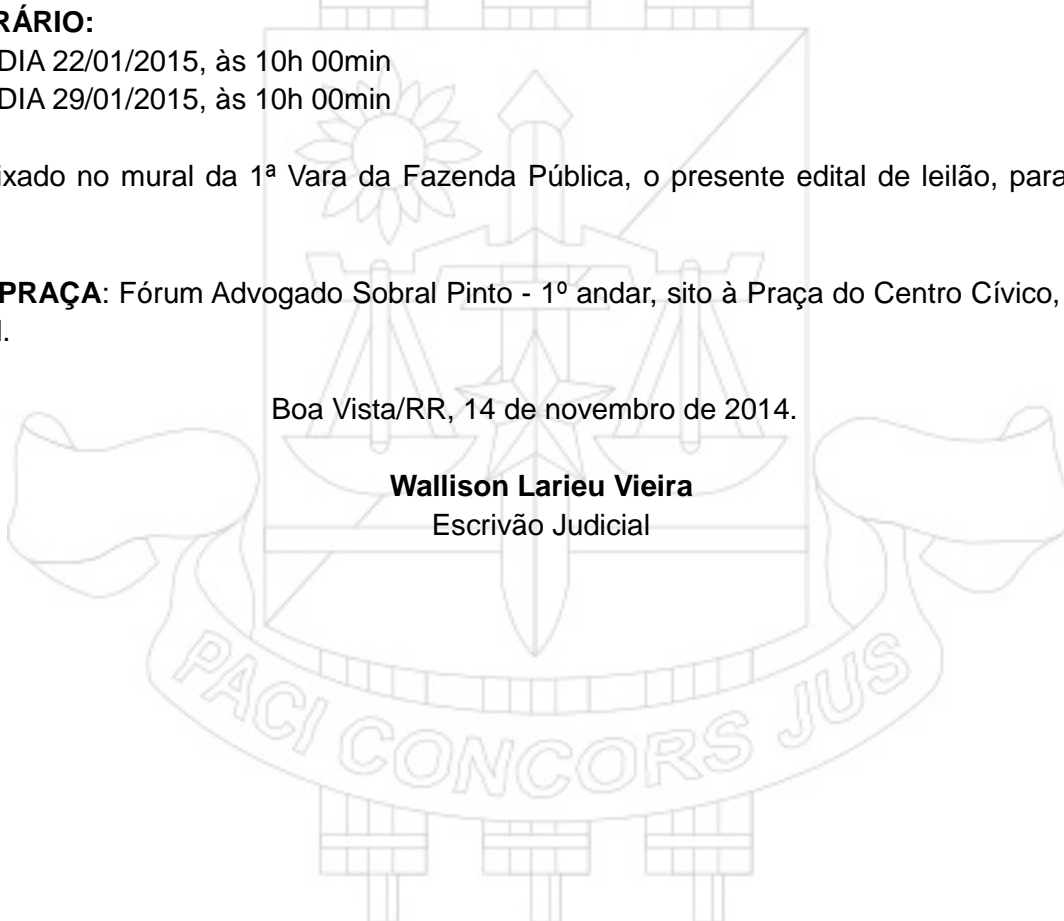 RÁRIO:
DIA 22/01/2015, às 10h 00min
DIA 29/01/2015, às 10h 00min
ixado no mural da 1ª Vara da Fazenda Pública, o presente edital de leilão, para
PRAÇA: Fórum Advogado Sobral Pinto - 1º andar, sito à Praça do Centro Cívico,
Boa Vista/RR, 14 de novembro de 2014.
Wallison Larieu Vieira
Escrivão Judicial
PACI CONCORS JUS